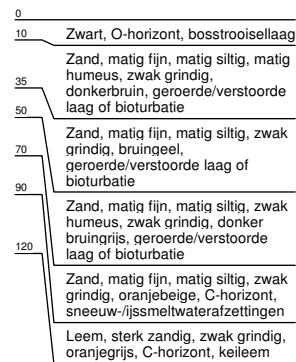 0
10
Zwart, O-horizont, bosstrooisellaag
Zand, matig fijn, matig siltig, matig
humeus, zwak grindig,
35
donkerbruin, geroerde/verstoorde
laag of bioturbatie
50
Zand, matig fijn, matig siltig, zwak
grindig, bruingeel,
70
geroerde/verstoorde laag of
bioturbatie
90
Zand, matig fijn, matig siltig, zwak
humeus, zwak grindig, donker
bruingrijs, geroerde/verstoorde
120
laag of bioturbatie
Zand, matig fijn, matig siltig, zwak
grindig, oranjebeige, C-horizont,
sneeuw-/ijssmeltwaterafzettingen
Leem, sterk zandig, zwak grindig,
oranjegrijs, C-horizont, keileem